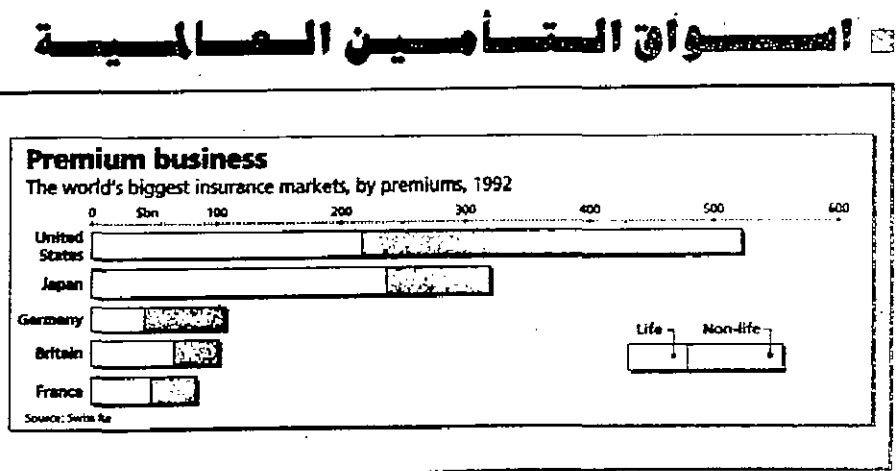 اسواق التأمين العالمية
Premium business
The world's biggest insurance markets, by premiums, 1992
0 $bn 100 200 300 400 500 600
United
States
Japan
Germany
Britain
France
Life Non-life
Source: Swiss Re